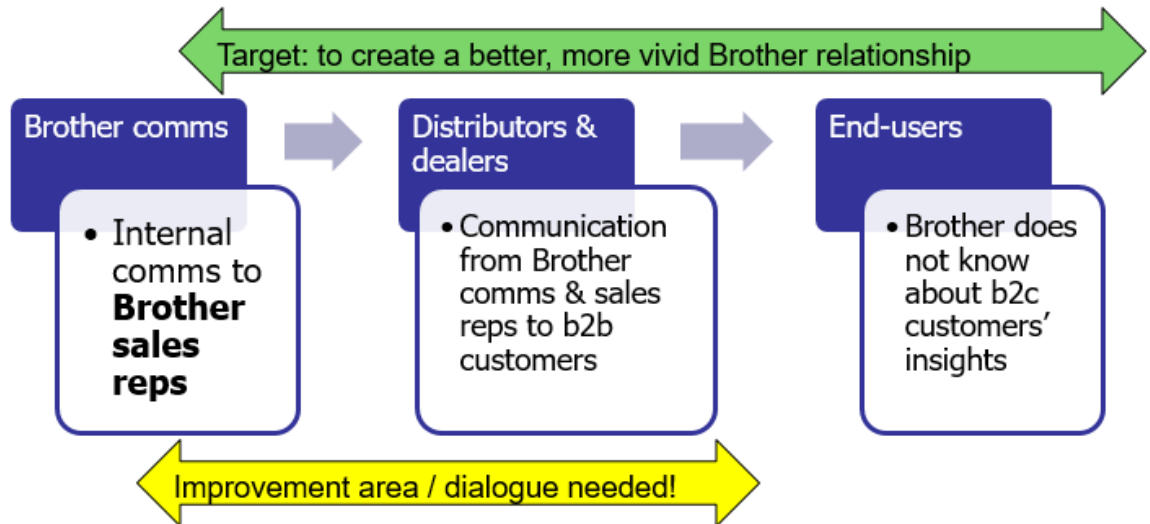 Target: to create a better, more vivid Brother relationship
Brother comms
• Internal
comms to
Brother
sales
reps
Distributors &
dealers
• Communication
from Brother
comms & sales
reps to b2b
customers
End-users
• Brother does
not know
about b2c
customers’
insights
Improvement area / dialogue needed!